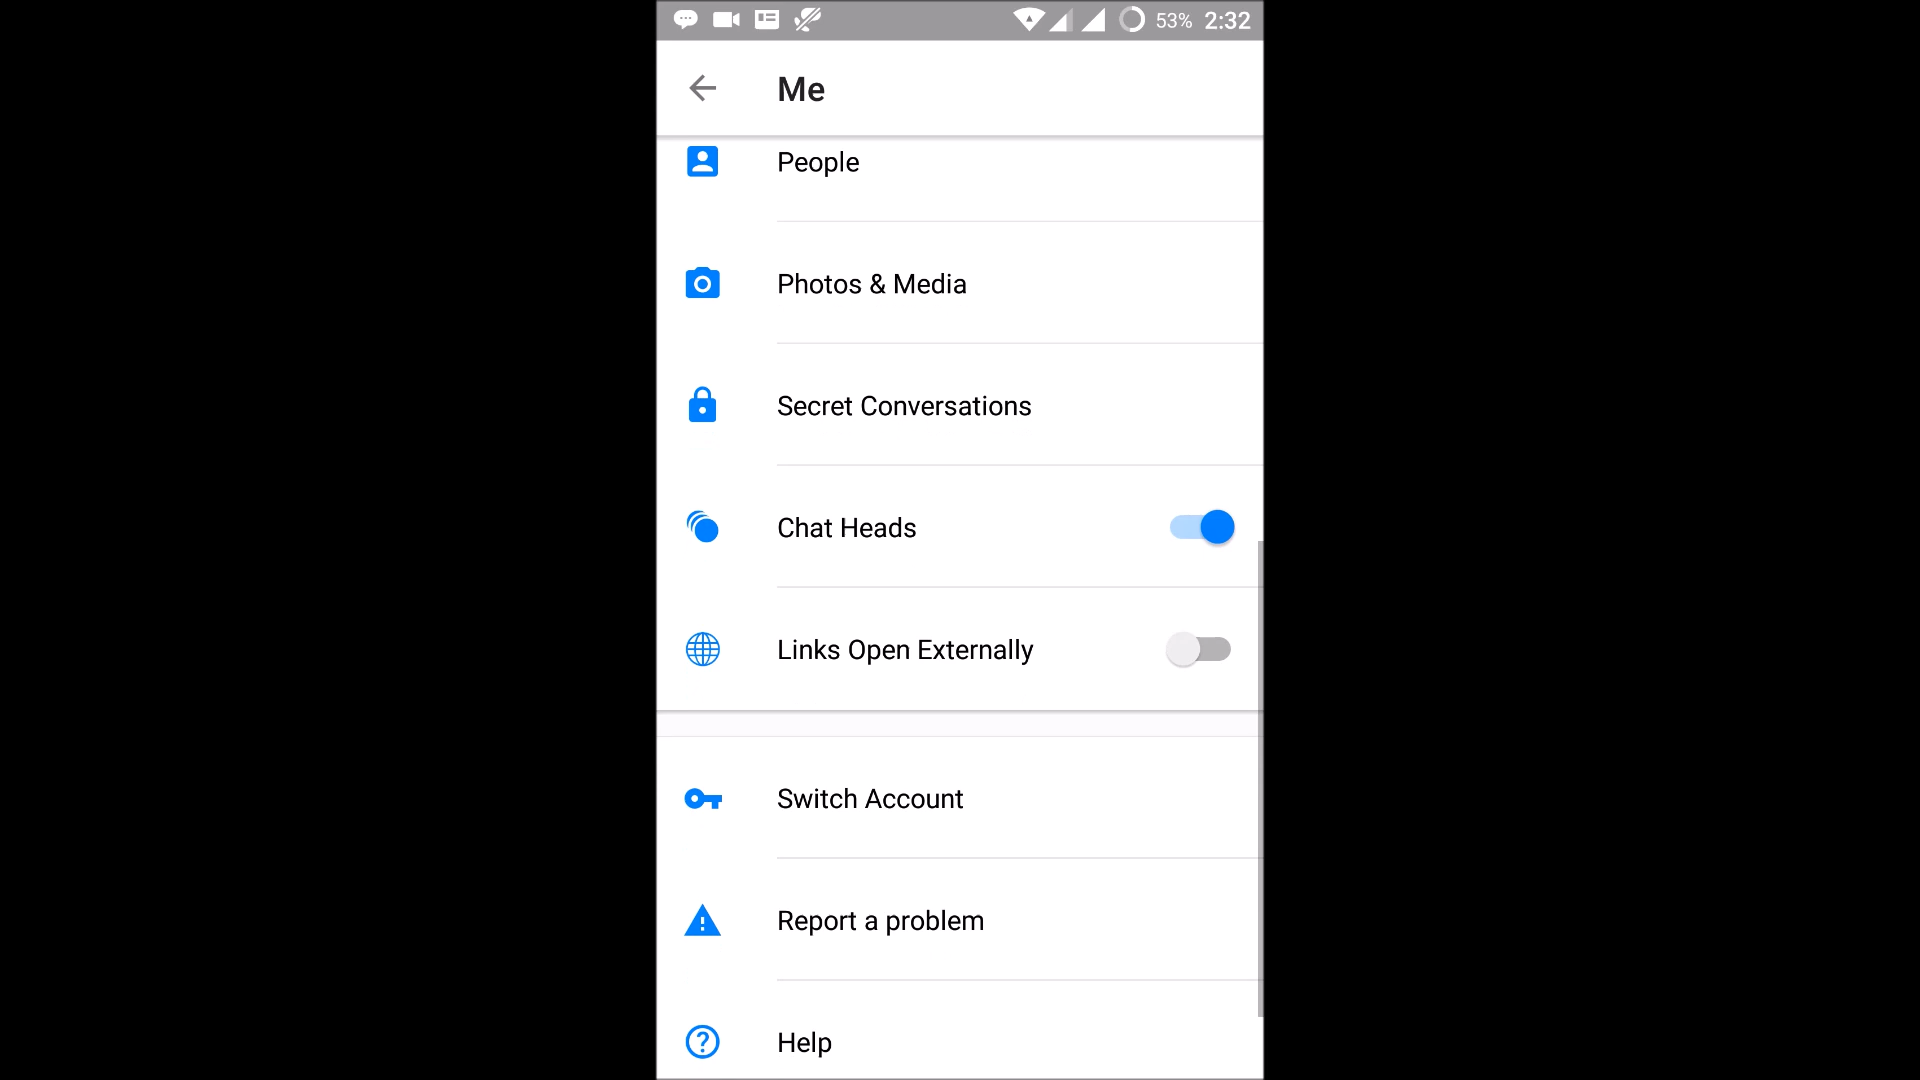 53% 2:32
Me
People
Photos & Media
Secret Conversations
Chat Heads
Links Open Externally
Switch Account
Report a problem
Help